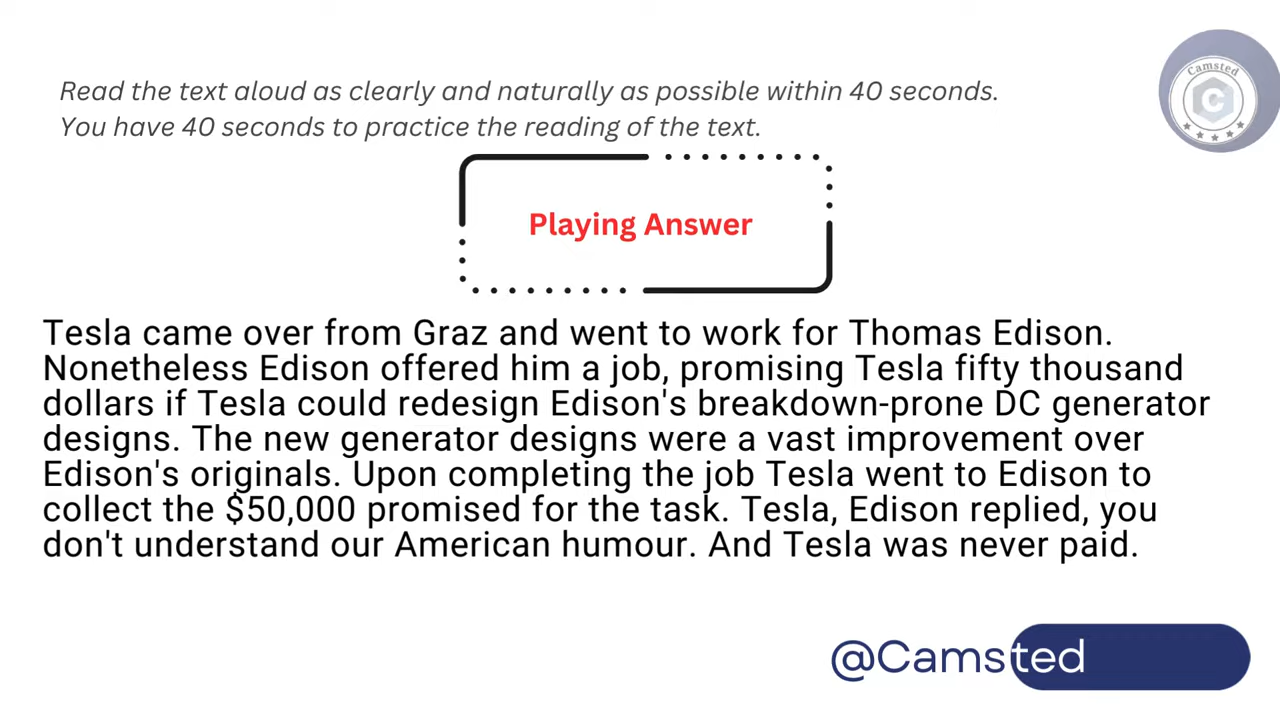 Read the text aloud as clearly and naturally as possible within 40 seconds.
You have 40 seconds to practice the reading of the text.
Camsted
C
Playing Answer
Tesla came over from Graz and went to work for Thomas Edison.
Nonetheless Edison offered him a job, promising Tesla fifty thousand
dollars if Tesla could redesign Edison's breakdown-prone DC generator
designs. The new generator designs were a vast improvement over
Edison's originals. Upon completing the job Tesla went to Edison to
collect the $50,000 promised for the task. Tesla, Edison replied, you
don't understand our American humour. And Tesla was never paid.
@Camsted